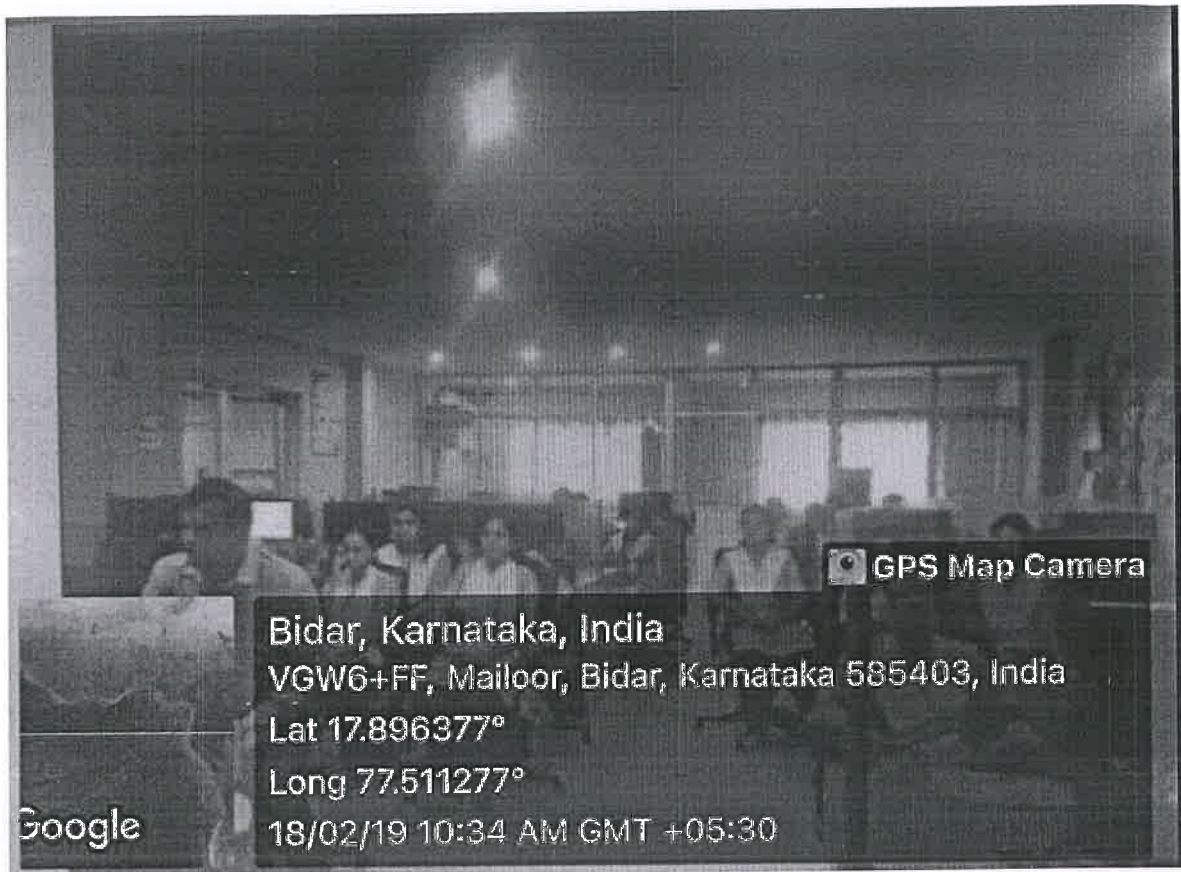 GPS Map Camera
Bidar, Karnataka, India
VGW6+FF, Mailoor, Bidar, Karnataka 585403, India
Lat 17.896377°
Long 77.511277°
18/02/19 10:34 AM GMT +05:30
Google